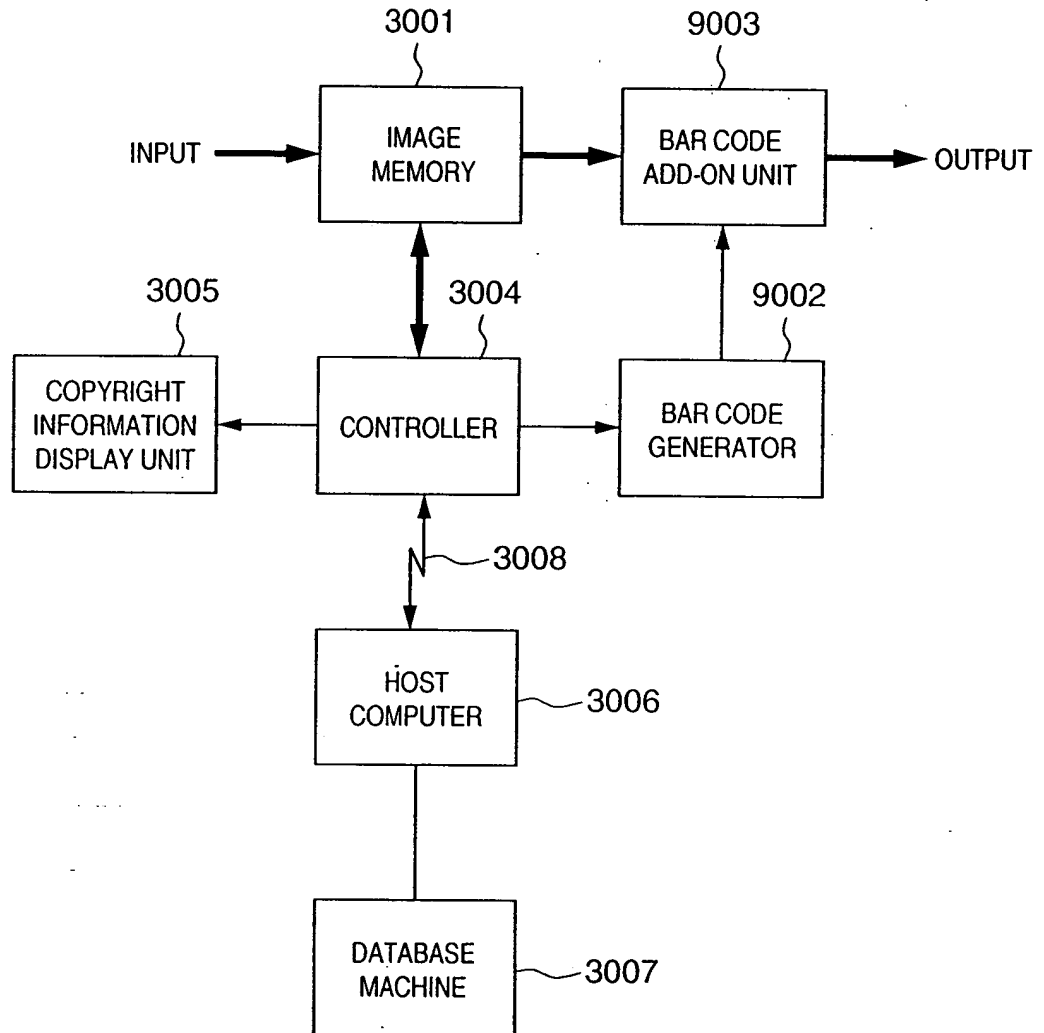 3001
9003
INPUT
IMAGE
MEMORY
BAR CODE
ADD-ON UNIT
OUTPUT
3005
3004
9002
COPYRIGHT
INFORMATION
DISPLAY UNIT
CONTROLLER
BAR CODE
GENERATOR
3008
HOST
COMPUTER
3006
DATABASE
MACHINE
3007